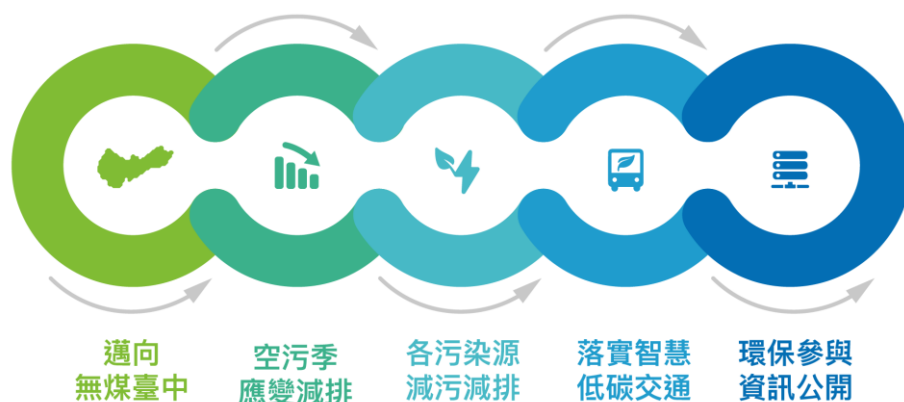 邁向
無煤臺中
空污季
應變減排
各污染源
減污減排
落實智慧
低碳交通
環保參與
資訊公開